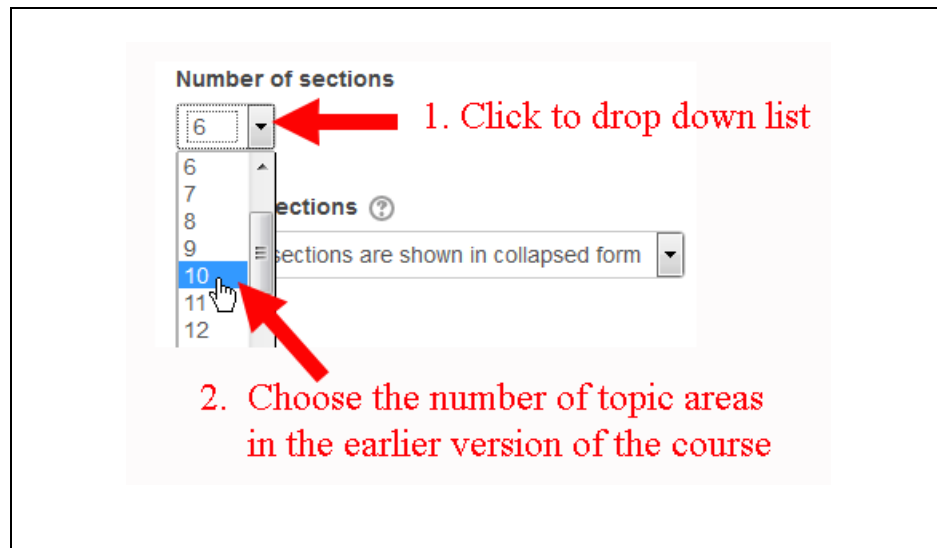 Number of sections
6
1. Click to drop down list
6
7
8
ections ?
9
sections are shown in collapsed form
10
11
12
2. Choose the number of topic areas
in the earlier version of the course